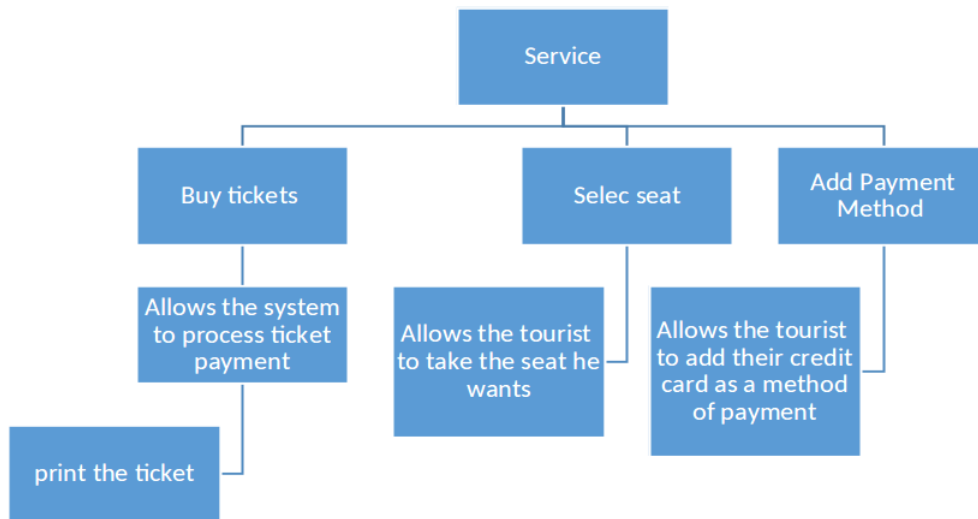 Service
Buy tickets
Selec seat
Add Payment
Method
Allows the system
to process ticket
payment
Allows the tourist
to take the seat he
wants
Allows the tourist
to add their credit
card as a method
of payment
print the ticket